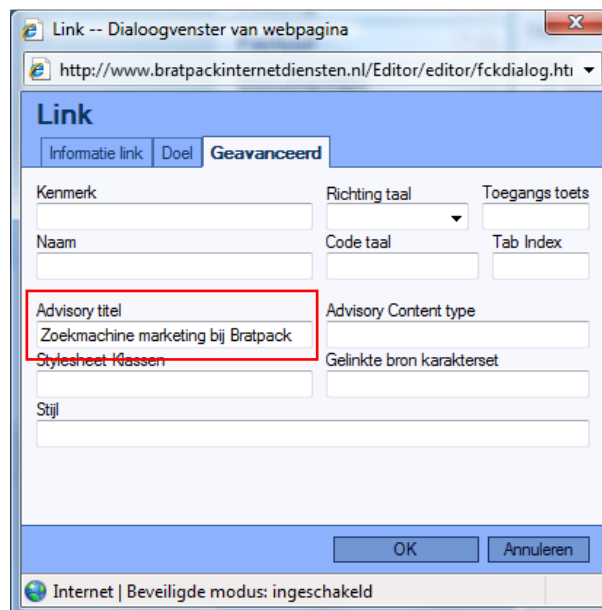 Link -- Dialoogvenster van webpagina
http://www.bratpackinternetdiensten.nl/Editor/editor/fckdialog.htı
Link
Informatie link Doel Geavanceerd
Kenmerk Richting taal Toegangs toets
Naam Code taal Tab Index
Advisory titel Advisory Content type
Zoekmachine marketing bij Bratpack
Stylesheet Klassen Gelinkte bron karakterset
Stijl
OK Annuleren
Internet | Beveiligde modus: ingeschakeld